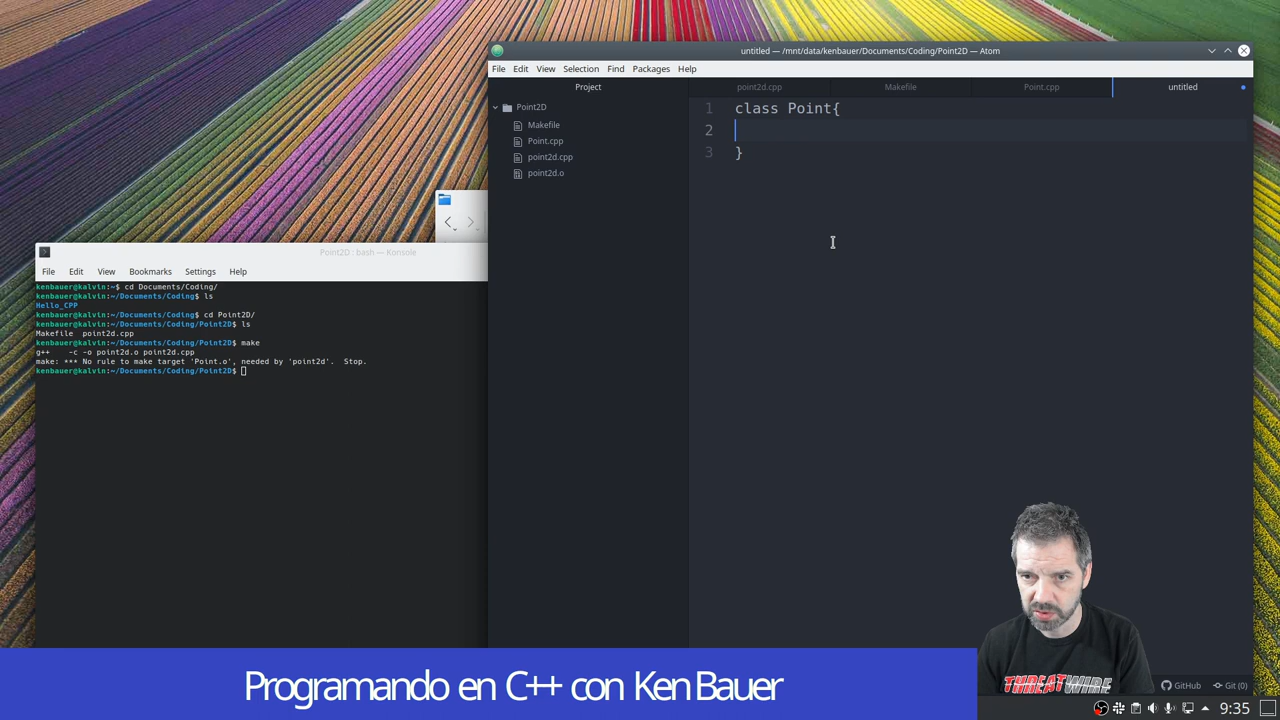 untitled — /mnt/data/kenbauer/Documents/Coding/Point2D — Atom
File Edit View Selection Find Packages Help
Project
point2d.cpp Makefile Point.cpp untitled
Point2D
Makefile
Point.cpp
point2d.cpp
point2d.o
1 class Point{
2
3 }
Point2D : bash — Konsole
File Edit View Bookmarks Settings Help
kenbauer@kalvin:~$ cd Documents/Coding/
kenbauer@kalvin:~/Documents/Coding$ ls
Hello_CPP
kenbauer@kalvin:~/Documents/Coding$ cd Point2D/
kenbauer@kalvin:~/Documents/Coding/Point2D$ ls
Makefile point2d.cpp
kenbauer@kalvin:~/Documents/Coding/Point2D$ make
g++ -c -o point2d.o point2d.cpp
make: *** No rule to make target 'Point.o', needed by 'point2d'. Stop.
kenbauer@kalvin:~/Documents/Coding/Point2D$
THREATWIRE
GitHub Git (0)
Programando en C++ con Ken Bauer
9:35